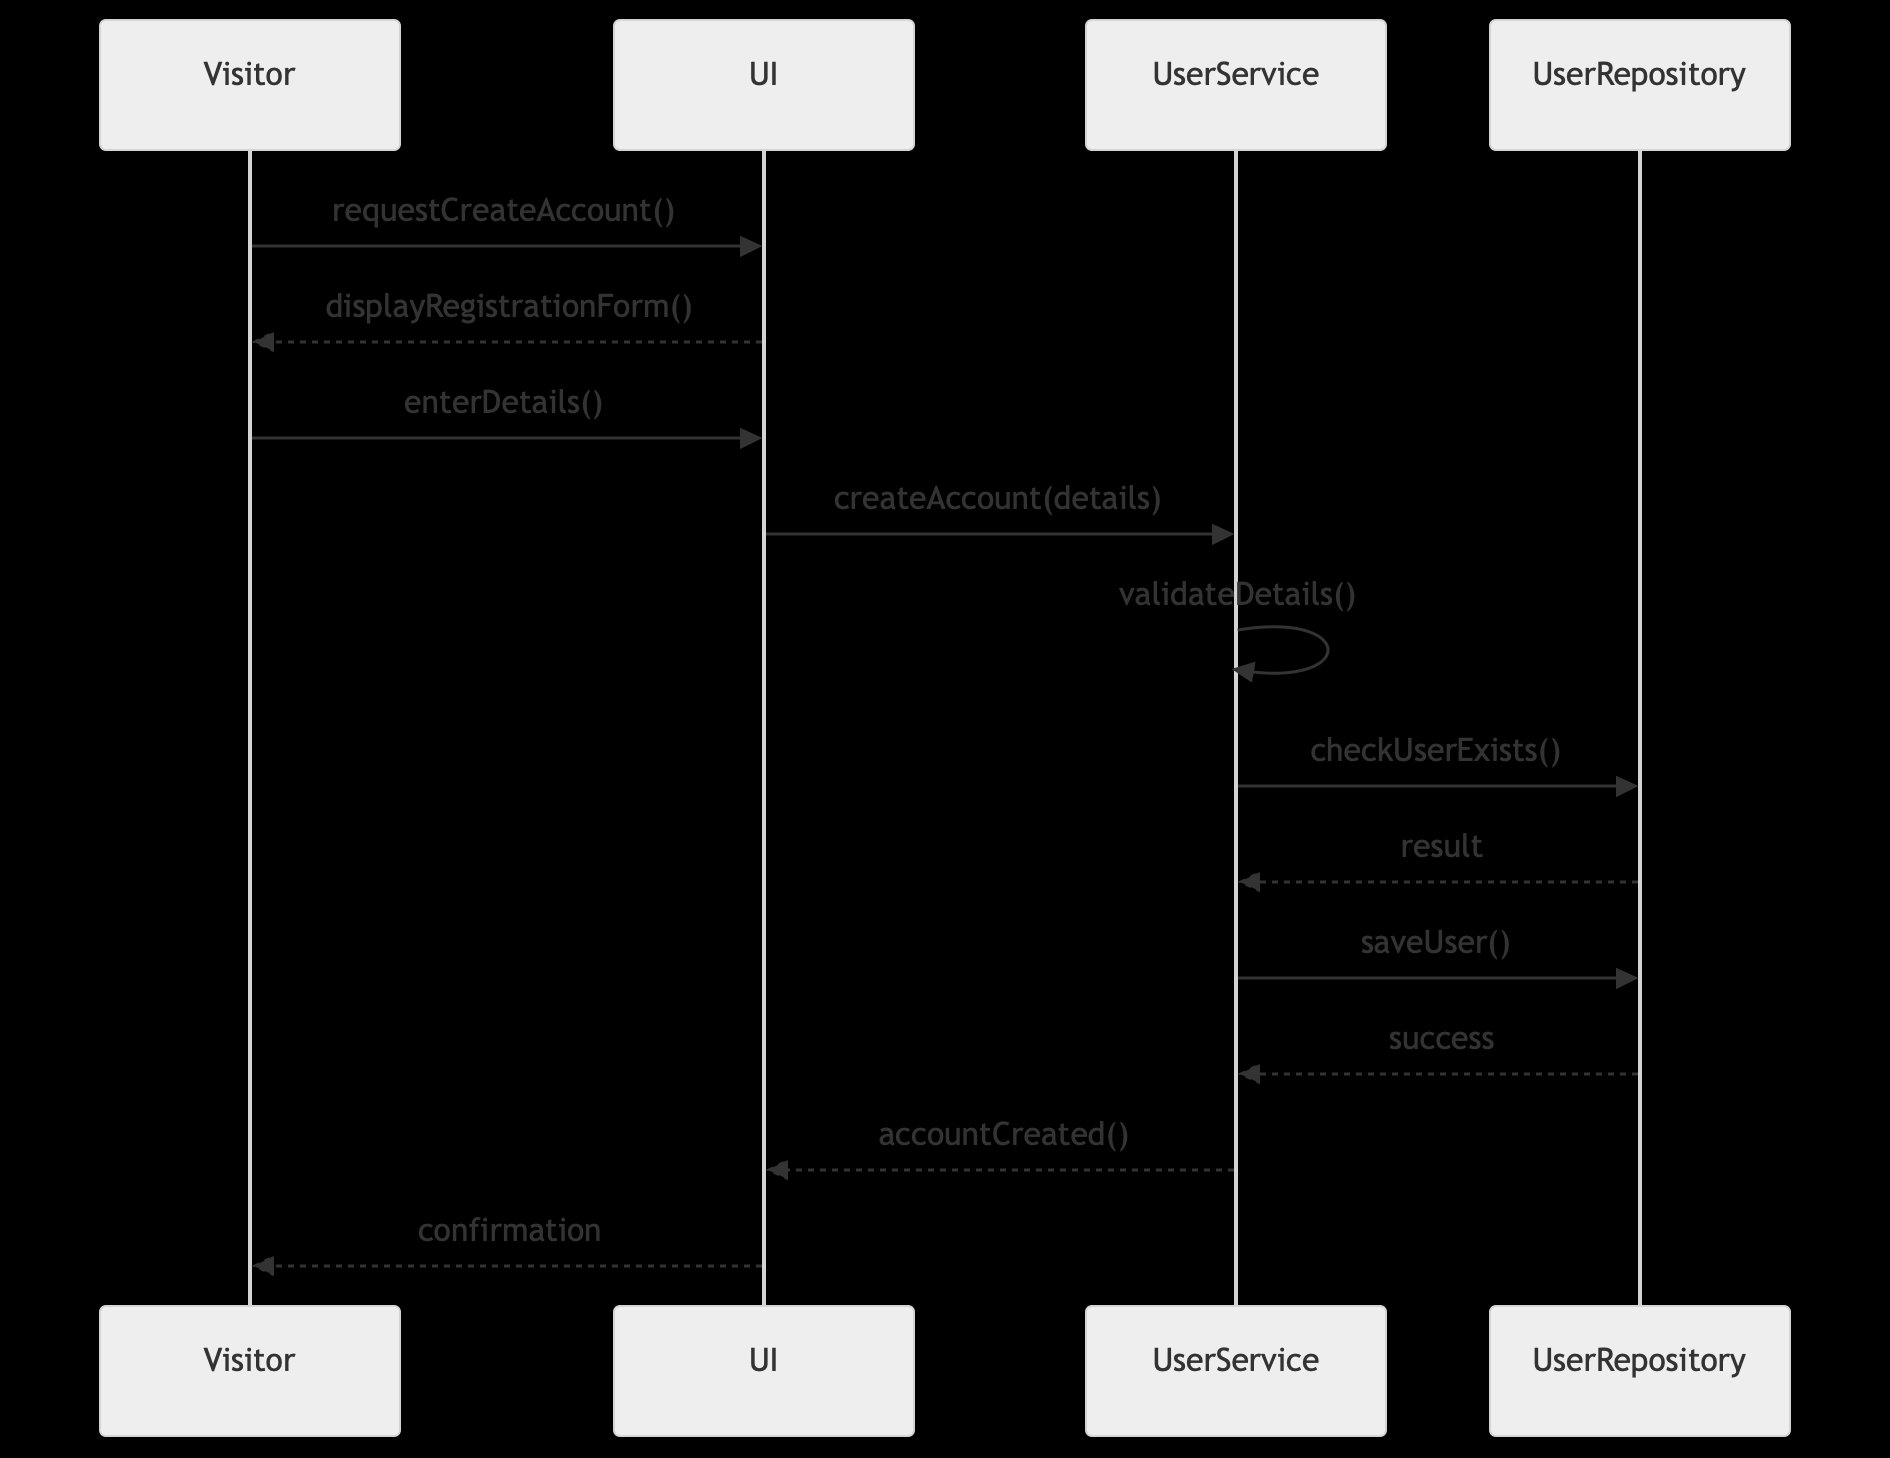 Visitor
UI
UserService
UserRepository
requestCreateAccount()
displayRegistrationForm()
enterDetails()
createAccount(details)
validateDetails()
checkUserExists()
result
saveUser()
success
accountCreated()
confirmation
Visitor
UI
UserService
UserRepository